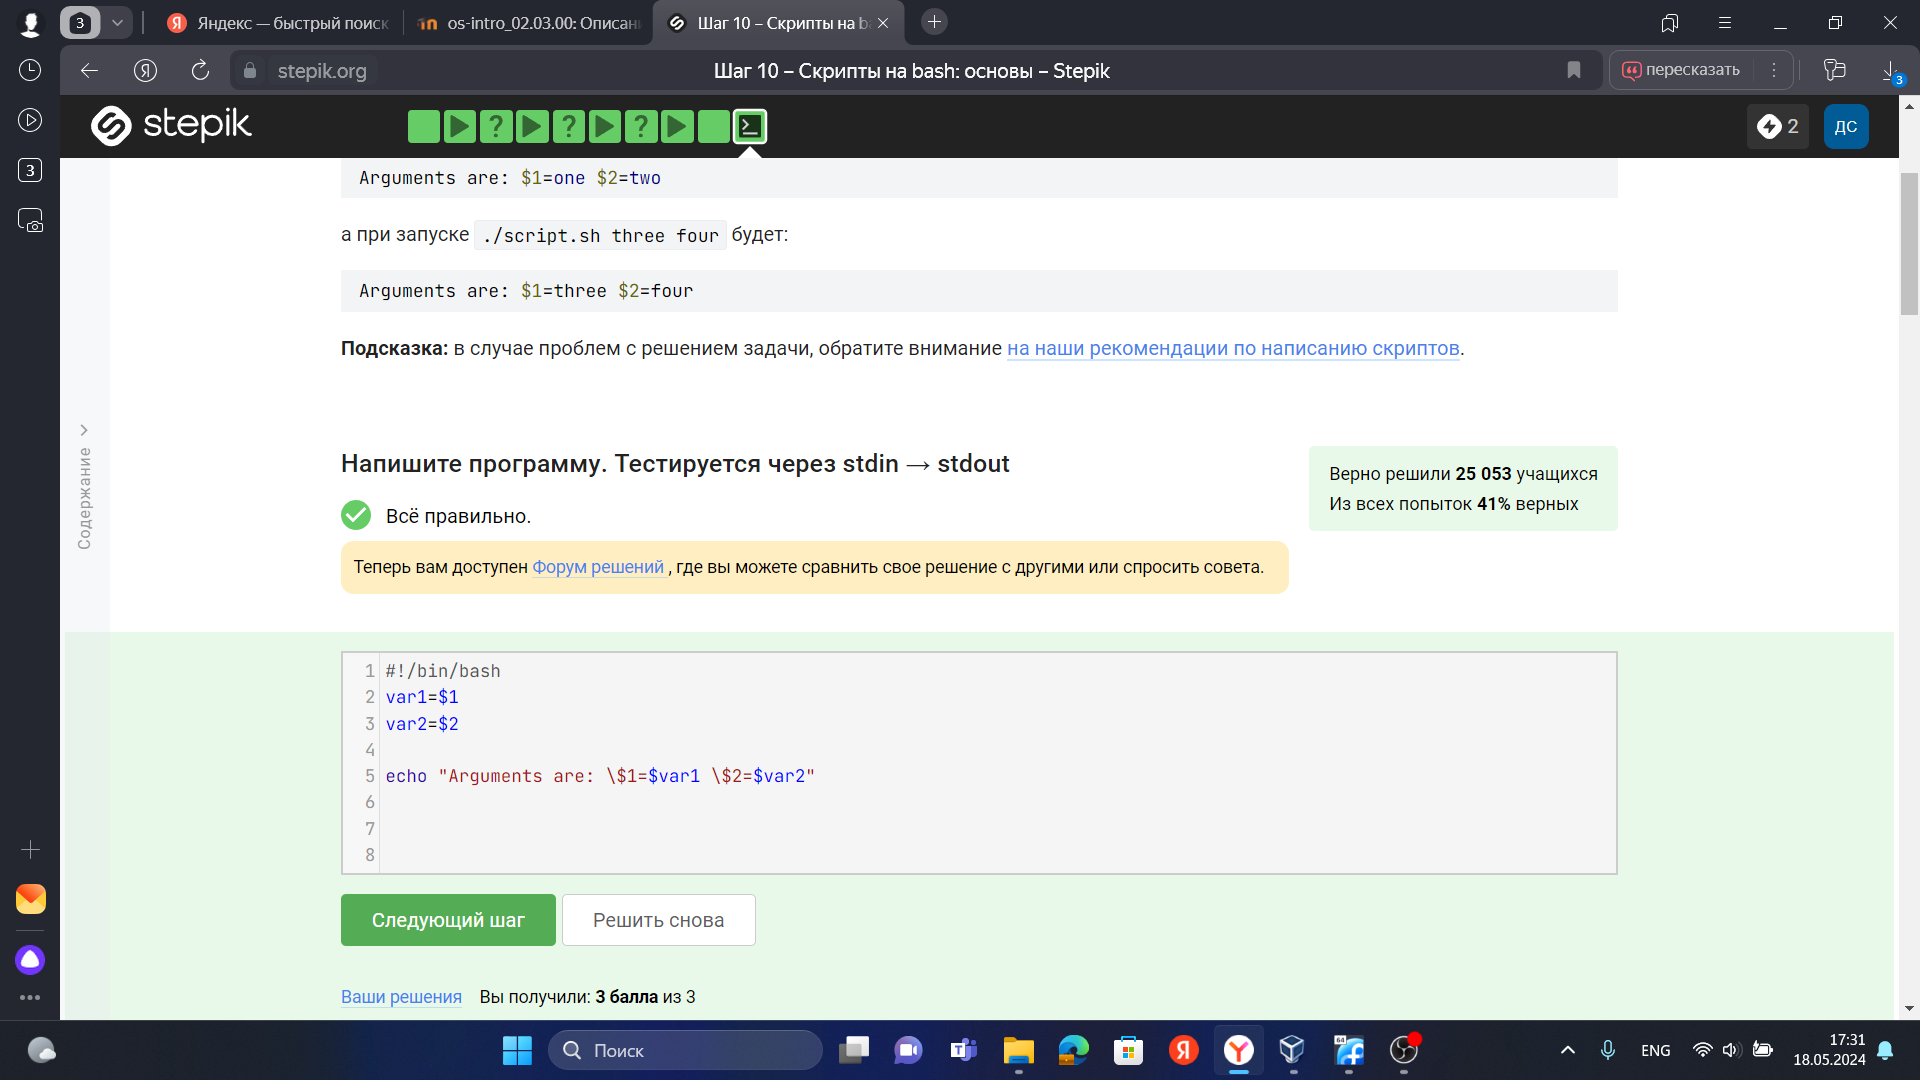 3
Яндекс — быстрый поиск
os-intro_02.03.00: Описан
Шаг 10 – Скрипты на b
stepik.org
Шаг 10 – Скрипты на bash: основы – Stepik
пересказать
3
3
stepik
?
?
?
2
ДС
Arguments are: $1=one $2=two
а при запуске ./script.sh three four будет:
Arguments are: $1=three $2=four
Подсказка: в случае проблем с решением задачи, обратите внимание на наши рекомендации по написанию скриптов.
Содержание
Напишите программу. Тестируется через stdin → stdout
Верно решили 25 053 учащихся
Из всех попыток 41% верных
Всё правильно.
Теперь вам доступен Форум решений , где вы можете сравнить свое решение с другими или спросить совета.
1 #!/bin/bash
2 var1=$1
3 var2=$2
4
5 echo "Arguments are: \$1=$var1 \$2=$var2"
6
7
8
Следующий шаг
Решить снова
Ваши решения Вы получили: 3 балла из 3
Поиск
64
ENG
17:31
18.05.2024